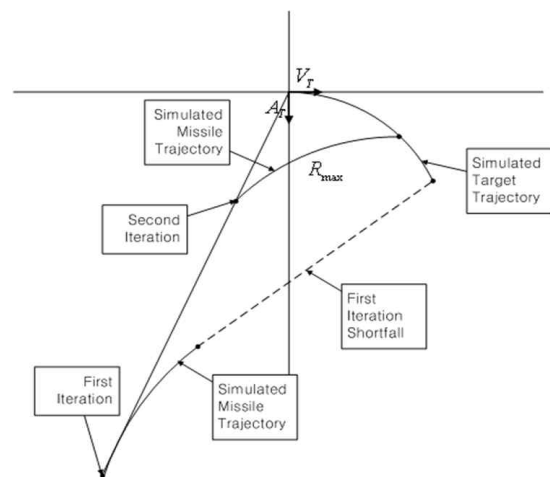 V_T
A_T
Simulated
Missile
Trajectory
R_max
Simulated
Target
Trajectory
Second
Iteration
First
Iteration
Shortfall
First
Iteration
Simulated
Missile
Trajectory